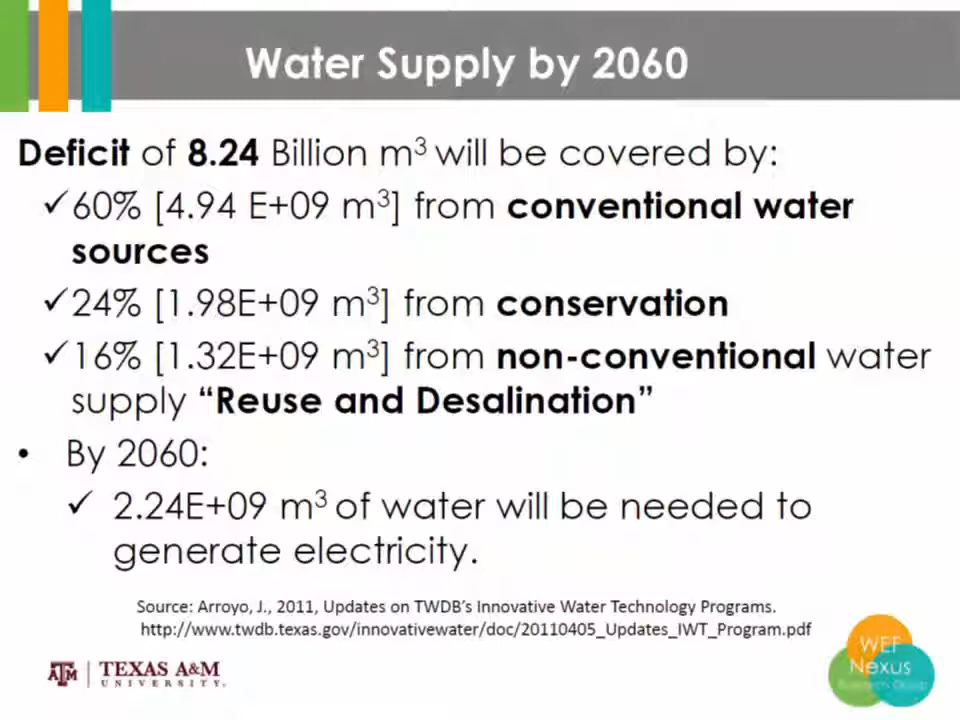 Water Supply by 2060
Deficit of 8.24 Billion m³ will be covered by:
✓60% [4.94 E+09 m³] from conventional water
sources
✓24% [1.98E+09 m³] from conservation
✓16% [1.32E+09 m³] from non-conventional water
supply “Reuse and Desalination”
• By 2060:
✓ 2.24E+09 m³ of water will be needed to
generate electricity.
Source: Arroyo, J., 2011, Updates on TWDB’s Innovative Water Technology Programs.
http://www.twdb.texas.gov/innovativewater/doc/20110405_Updates_IWT_Program.pdf
ATM TEXAS A&M
UNIVERSITY.
WEF
Nexus
Research Group